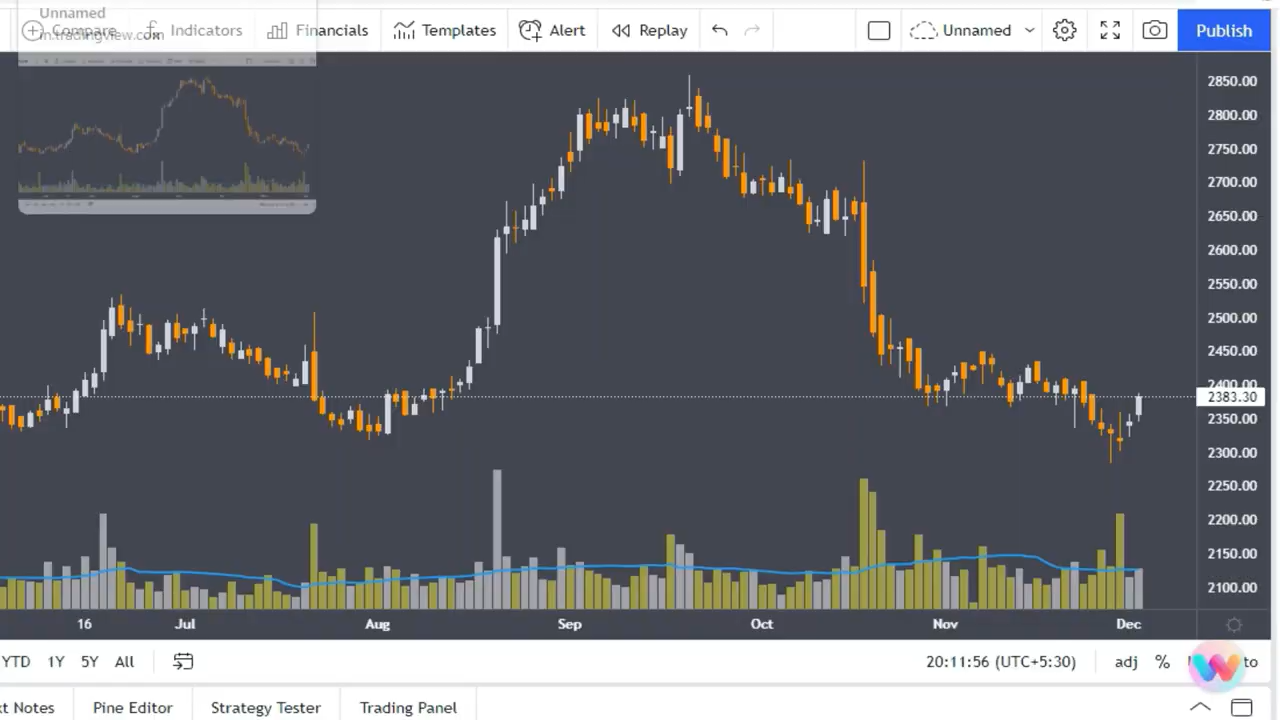 Unnamed
Compare
in.tradingview.com
Indicators
Financials
Templates
Alert
Replay
Unnamed
Publish
2850.00
2800.00
2750.00
2700.00
2650.00
2600.00
2550.00
2500.00
2450.00
2400.00
2383.30
2350.00
2300.00
2250.00
2200.00
2150.00
2100.00
16 Jul Aug Sep Oct Nov Dec
YTD 1Y 5Y All
20:11:56 (UTC+5:30) adj %
Pine Editor Strategy Tester Trading Panel
Notes